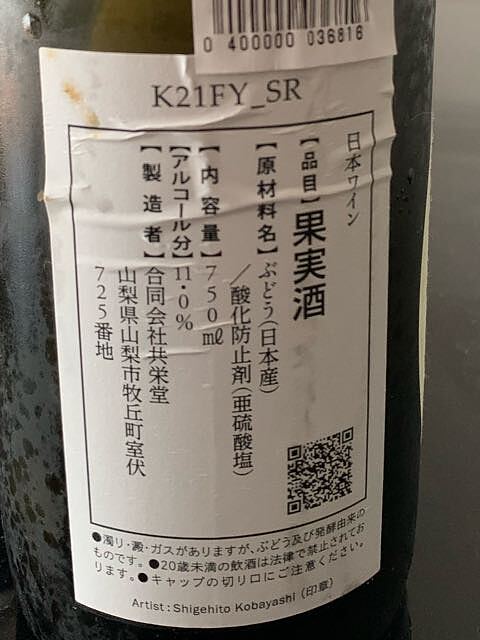 0 400000 036816
K21FY_SR
日本ワイン
【品目】果実酒
【原材料名】ぶどう(日本産)
／酸化防止剤(亜硫酸塩)
【内容量】750㎖
【アルコール分】11・0%
【製造者】合同会社共栄堂
山梨県山梨市牧丘町室伏
725番地
●濁り・澱・ガスがありますが、ぶどう及び発酵由来の
ものです。●20歳未満の飲酒は法律で禁止されてお
ります。●キャップの切り口にご注意ください。
Artist : Shigehito Kobayashi (印章)